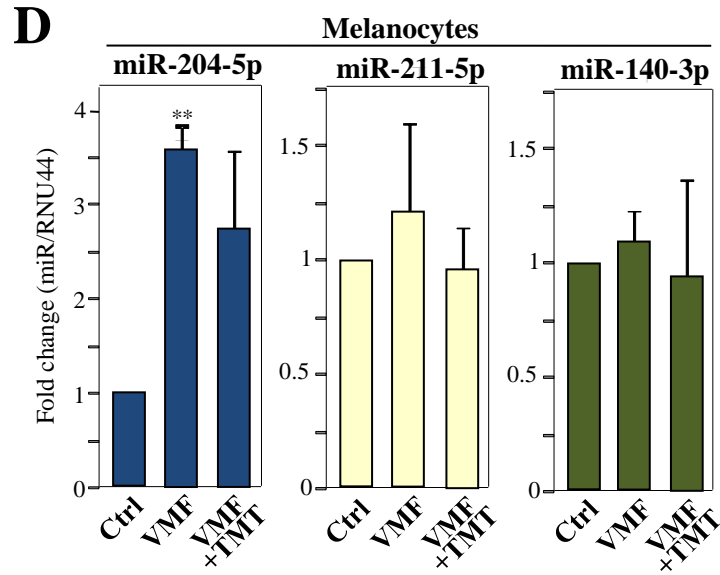 D
Melanocytes
miR-204-5p
miR-211-5p
miR-140-3p
Fold change (miR/RNU44)
4
3
2
1
0
**
Ctrl
VMF
VMF
+TMT
1.5
1
0.5
0
Ctrl
VMF
VMF
+TMT
1.5
1
0.5
0
Ctrl
VMF
VMF
+TMT